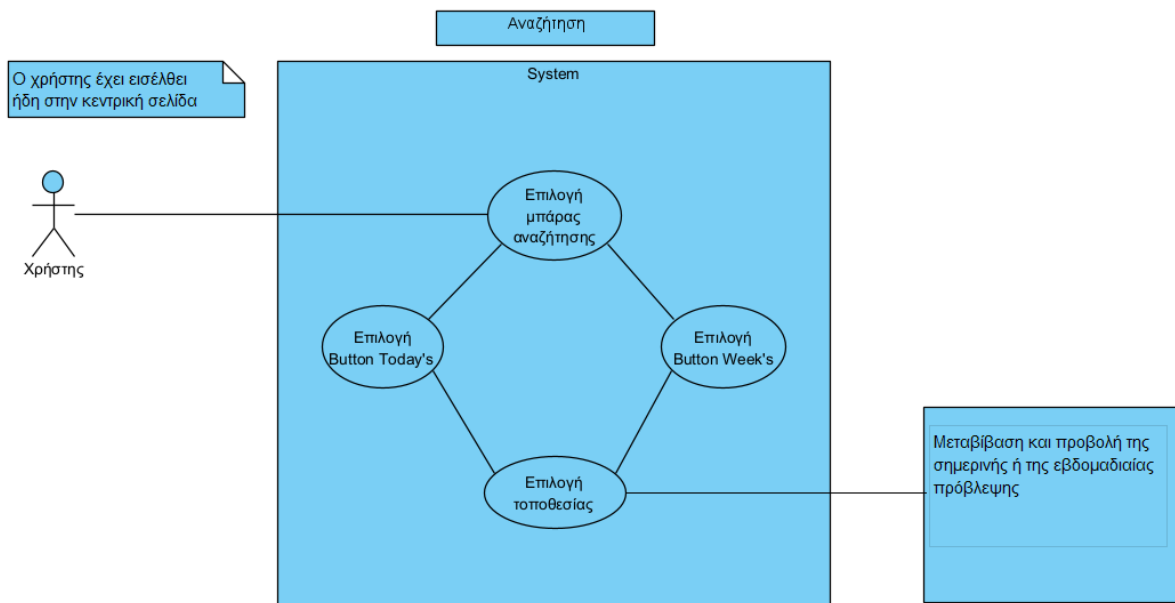 Αναζήτηση
Ο χρήστης έχει εισέλθει
ήδη στην κεντρική σελίδα
System
Επιλογή
μπάρας
αναζήτησης
Χρήστης
Επιλογή
Button Today's
Επιλογή
Button Week's
Επιλογή
τοποθεσίας
Μεταβίβαση και προβολή της
σημερινής ή της εβδομαδιαίας
πρόβλεψης